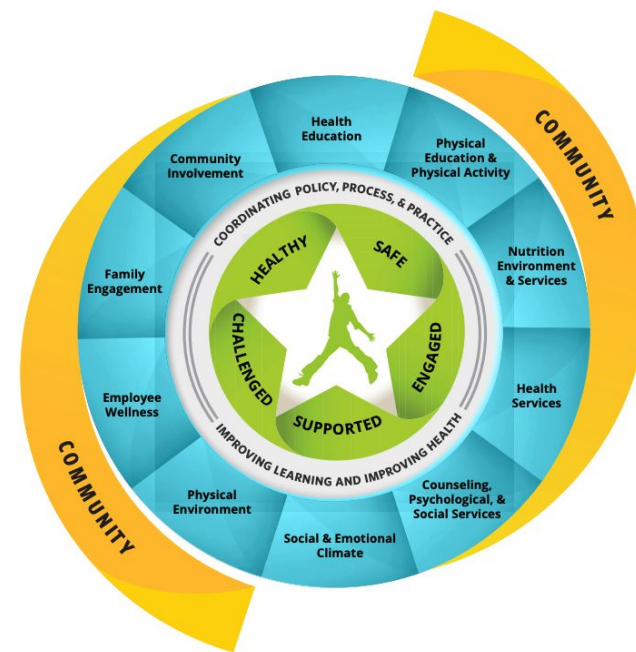 COMMUNITY
Health
Education
Physical
Education &
Physical Activity
Nutrition
Environment
& Services
Health
Services
Counseling,
Psychological, &
Social Services
Social & Emotional
Climate
Physical
Environment
Employee
Wellness
Family
Engagement
Community
Involvement
COORDINATING POLICY, PROCESS, & PRACTICE
IMPROVING LEARNING AND IMPROVING HEALTH
HEALTHY
SAFE
ENGAGED
SUPPORTED
CHALLENGED
COMMUNITY